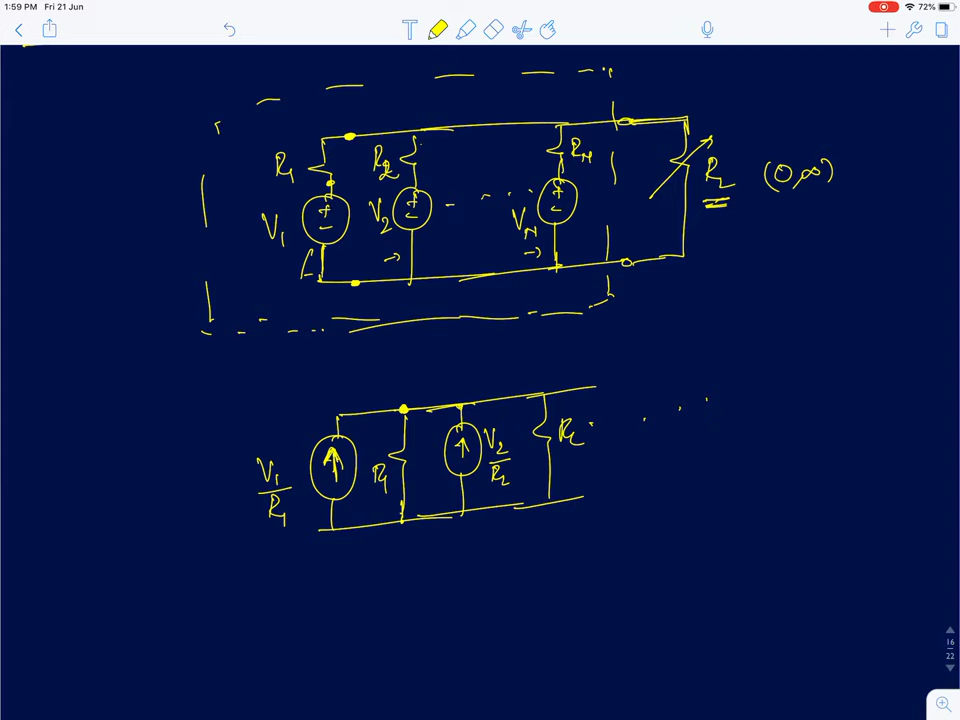 1:59 PM Fri 21 Jun
72%
T
R1 R2 RN
V1 V2 VN
+ - + - + -
RL (0, ∞)
V1/R1 R1 V2/R2 R2
16
22